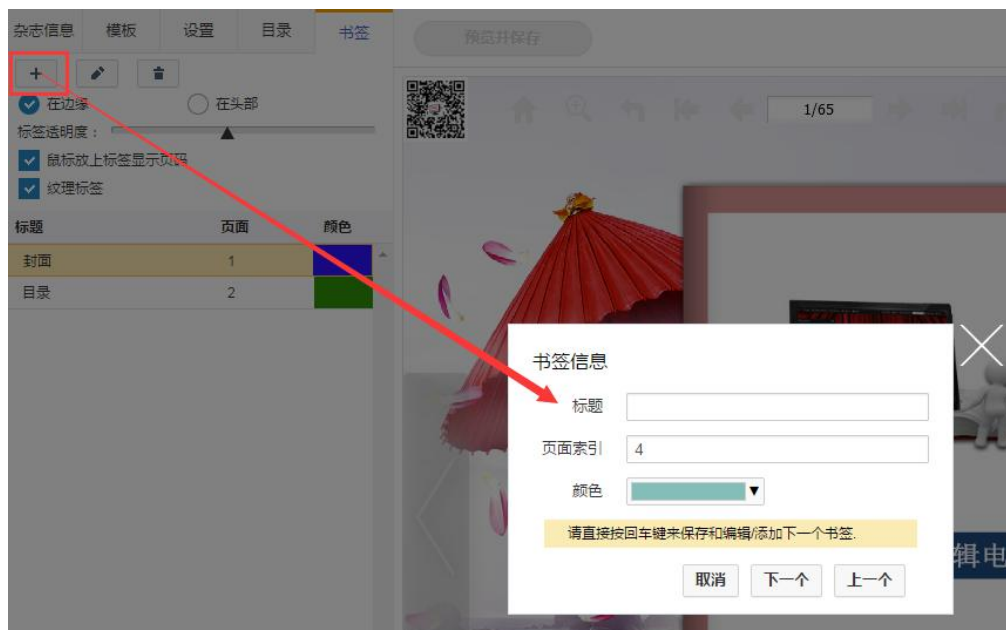 杂志信息 模板 设置 目录 书签
预览并保存
在边缘 在头部
1/65
标签透明度：
鼠标放上标签显示页码
纹理标签
标题 页面 颜色
封面 1
目录 2
书签信息
标题
页面索引 4
颜色
请直接按回车键来保存和编辑/添加下一个书签.
辑电
取消 下一个 上一个